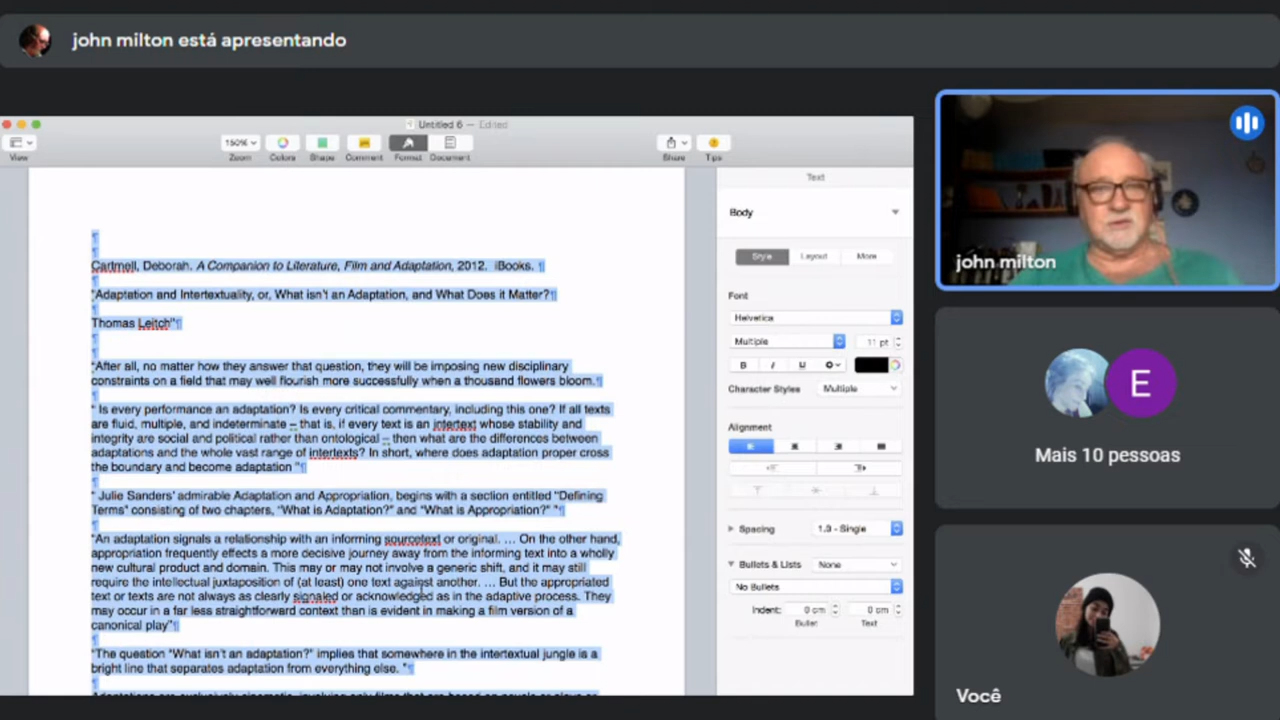 john milton está apresentando
Untitled 6 — Edited
View
150%
Zoom
Colors
Shape
Comment
Format
Document
Share
Tips
Cartmell, Deborah. A Companion to Literature, Film and Adaptation, 2012. iBooks. ¶
"Adaptation and Intertextuality, or, What isn't an Adaptation, and What Does it Matter?¶
Thomas Leitch"¶
"After all, no matter how they answer that question, they will be imposing new disciplinary
constraints on a field that may well flourish more successfully when a thousand flowers bloom.¶
" Is every performance an adaptation? Is every critical commentary, including this one? If all texts
are fluid, multiple, and indeterminate – that is, if every text is an intertext whose stability and
integrity are social and political rather than ontological – then what are the differences between
adaptations and the whole vast range of intertexts? In short, where does adaptation proper cross
the boundary and become adaptation "¶
" Julie Sanders' admirable Adaptation and Appropriation, begins with a section entitled "Defining
Terms" consisting of two chapters, "What is Adaptation?" and "What is Appropriation?" "¶
"An adaptation signals a relationship with an informing sourcetext or original. … On the other hand,
appropriation frequently effects a more decisive journey away from the informing text into a wholly
new cultural product and domain. This may or may not involve a generic shift, and it may still
require the intellectual juxtaposition of (at least) one text against another. … But the appropriated
text or texts are not always as clearly signaled or acknowledged as in the adaptive process. They
may occur in a far less straightforward context than is evident in making a film version of a
canonical play"¶
"The question "What isn't an adaptation?" implies that somewhere in the intertextual jungle is a
bright line that separates adaptation from everything else. "¶
Text
Body
Style
Layout
More
Font
Helvetica
Multiple
11 pt
B I U
Character Styles
Multiple
Alignment
Spacing
1.0 - Single
Bullets & Lists
None
No Bullets
Indent:
0 cm
0 cm
Bullet
Text
john milton
E
Mais 10 pessoas
Você